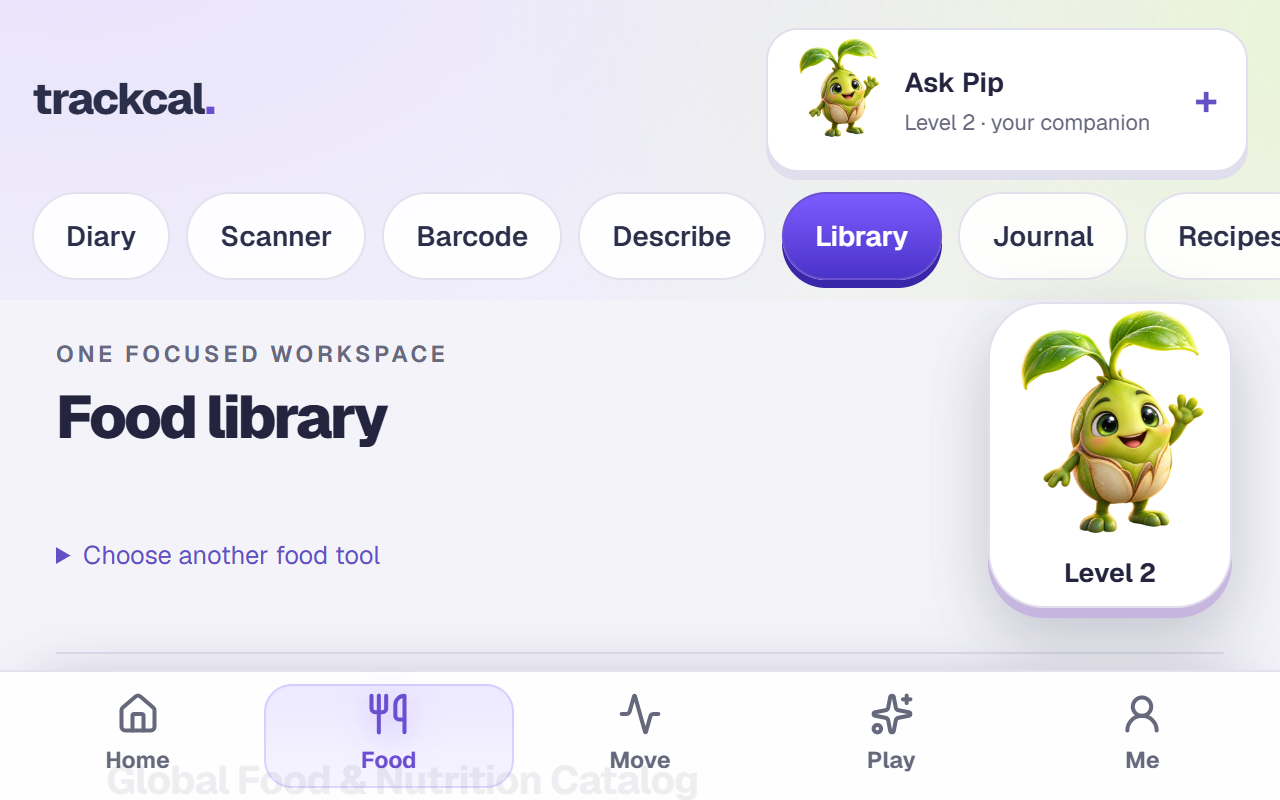 trackcal.
Ask Pip
Level 2 · your companion
+
Diary
Scanner
Barcode
Describe
Library
Journal
Recipes
ONE FOCUSED WORKSPACE
Food library
Choose another food tool
Level 2
Home
Food
Move
Play
Me
Global Food & Nutrition Catalog